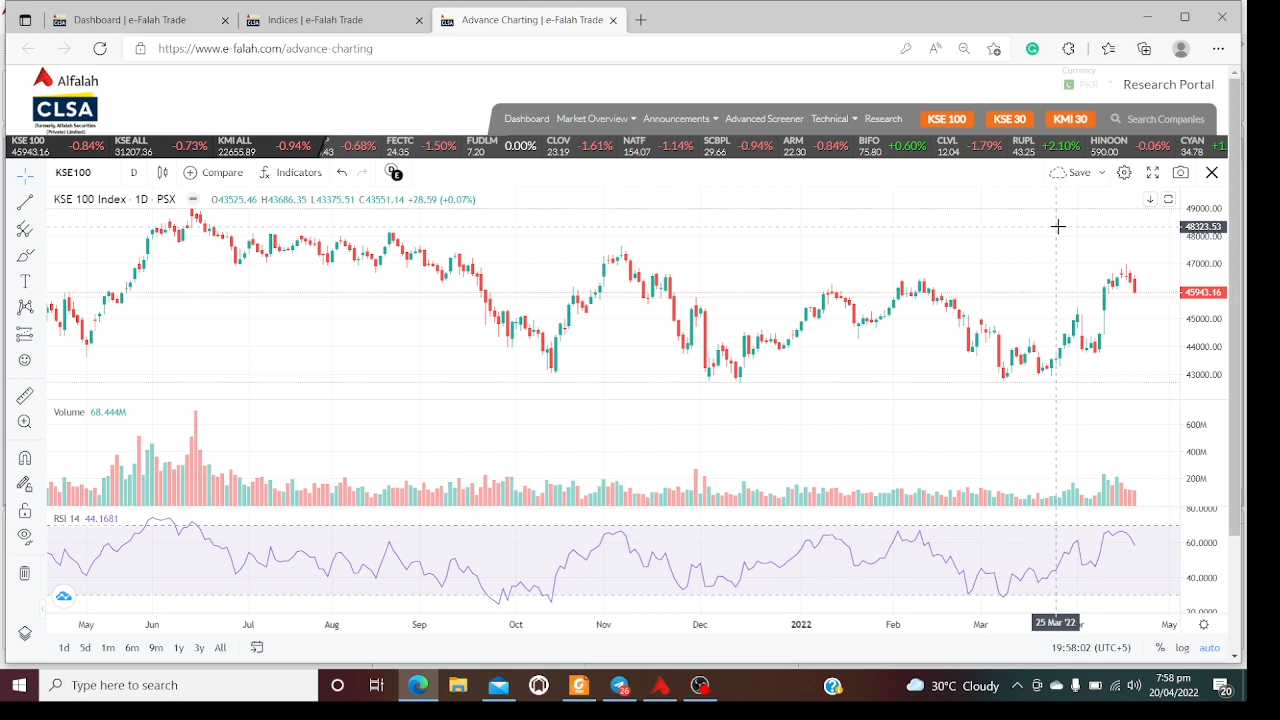 Dashboard | e-Falah Trade
Indices | e-Falah Trade
Advance Charting | e-Falah Trade
https://www.e-falah.com/advance-charting
Alfalah
CLSA
(Formerly Alfalah Securities
(Private) Limited)
Currency
PKR
Research Portal
Dashboard Market Overview Announcements Advanced Screener Technical Research KSE 100 KSE 30 KMI 30 Search Companies
KSE 100 45943.16 -0.84%
KSE ALL 31207.36 -0.73%
KMI ALL 22655.89 -0.94%
-0.68%
FECTC 24.35 -1.50%
FUDLM 7.20 0.00%
CLOV 23.19 -1.61%
NATF 154.07 -1.14%
SCBPL 29.66 -0.94%
ARM 22.30 -0.84%
BIFO 75.80 +0.60%
CLVL 12.04 -1.79%
RUPL 43.25 +2.10%
HINOON 590.00 -0.06%
CYAN 34.78
KSE100 D Compare Indicators D E Save
KSE 100 Index · 1D · PSX O43525.46 H43686.35 L43375.51 C43551.14 +28.59 (+0.07%)
49000.00
48323.53
48000.00
47000.00
45943.16
45000.00
44000.00
43000.00
Volume 68.444M
600M
400M
200M
RSI 14 44.1681
80.0000
60.0000
40.0000
20.0000
May Jun Jul Aug Sep Oct Nov Dec 2022 Feb Mar 25 Mar '22 May
1d 5d 1m 6m 9m 1y 3y All
19:58:02 (UTC+5) % log auto
Type here to search
26
30°C Cloudy
7:58 pm
20/04/2022
20